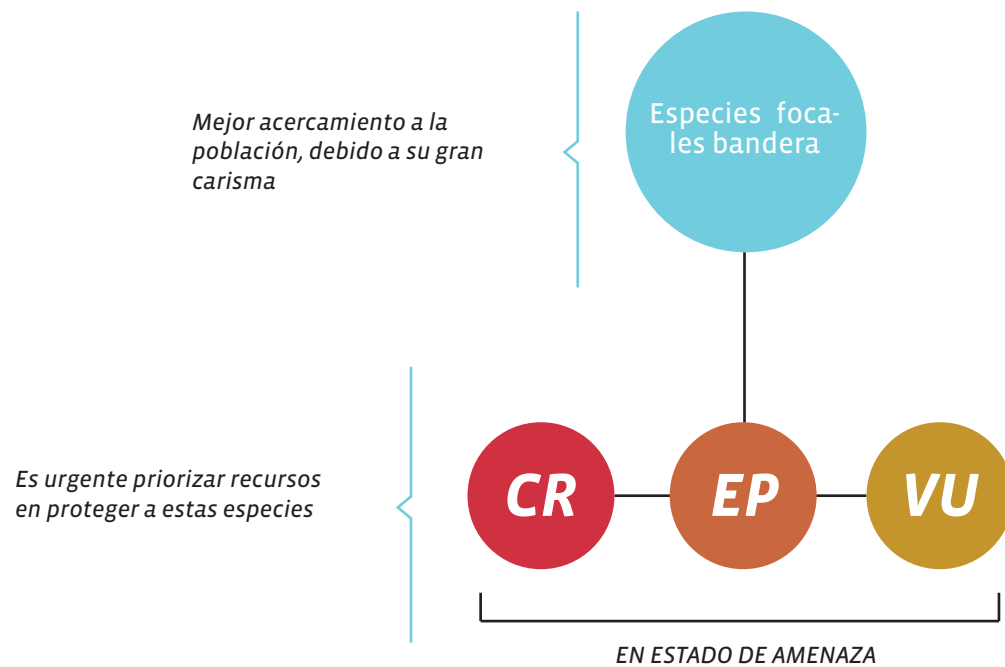 Mejor acercamiento a la
población, debido a su gran
carisma
Especies foca-
les bandera
Es urgente priorizar recursos
en proteger a estas especies
CR
EP
VU
EN ESTADO DE AMENAZA